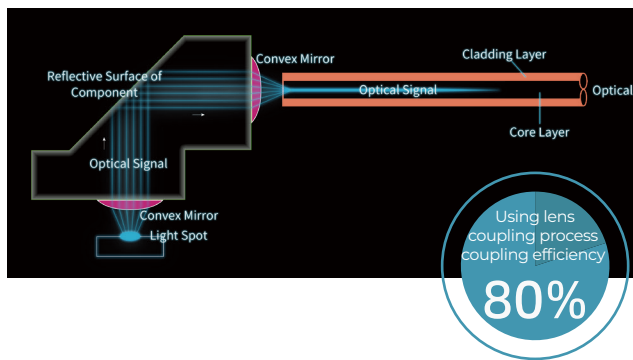 Convex Mirror
Cladding Layer
Reflective Surface of
Component
Optical Signal
Optical
Core Layer
Optical Signal
Convex Mirror
Light Spot
Using lens
coupling process
coupling efficiency
80%